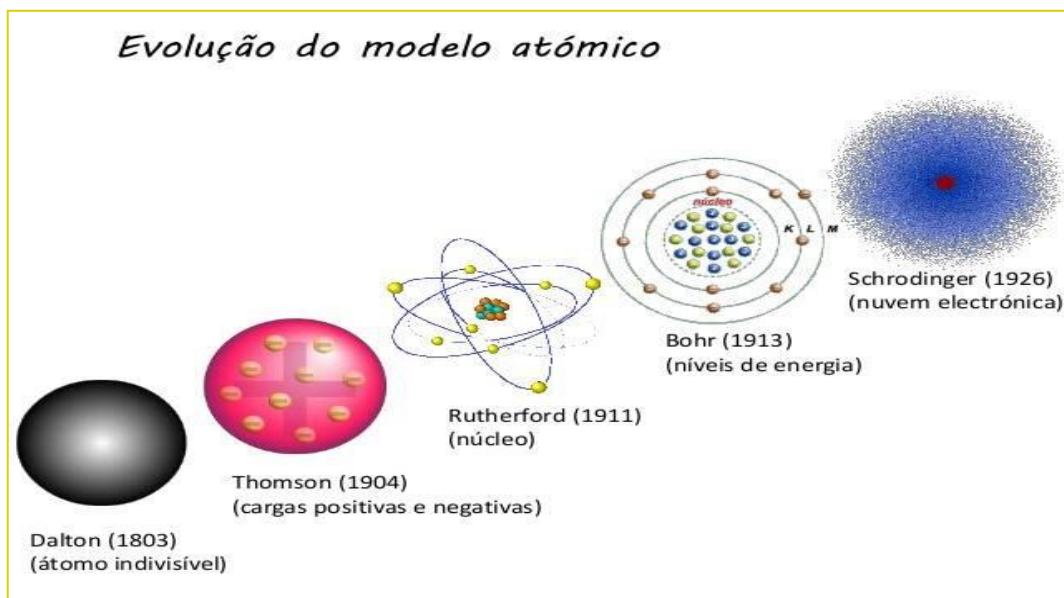 Evolução do modelo atómico
Dalton (1803)
(átomo indivisível)
Thomson (1904)
(cargas positivas e negativas)
Rutherford (1911)
(núcleo)
núcleo
K L M
Bohr (1913)
(níveis de energia)
Schrodinger (1926)
(nuvem electrónica)